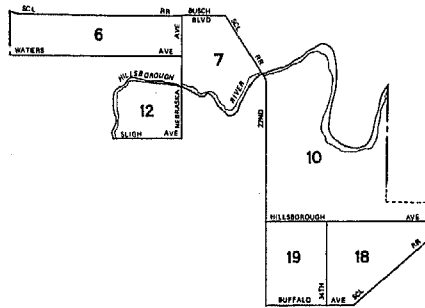 SCL RR BUSCH
BLVD
SCL
RR
6
AVE
7
WATERS AVE
HILLSBOROUGH
RIVER
12
NEBRASKA
22ND
SLIGH AVE
10
HILLSBOROUGH AVE
19
34TH
18
RR
SCL
BUFFALO AVE